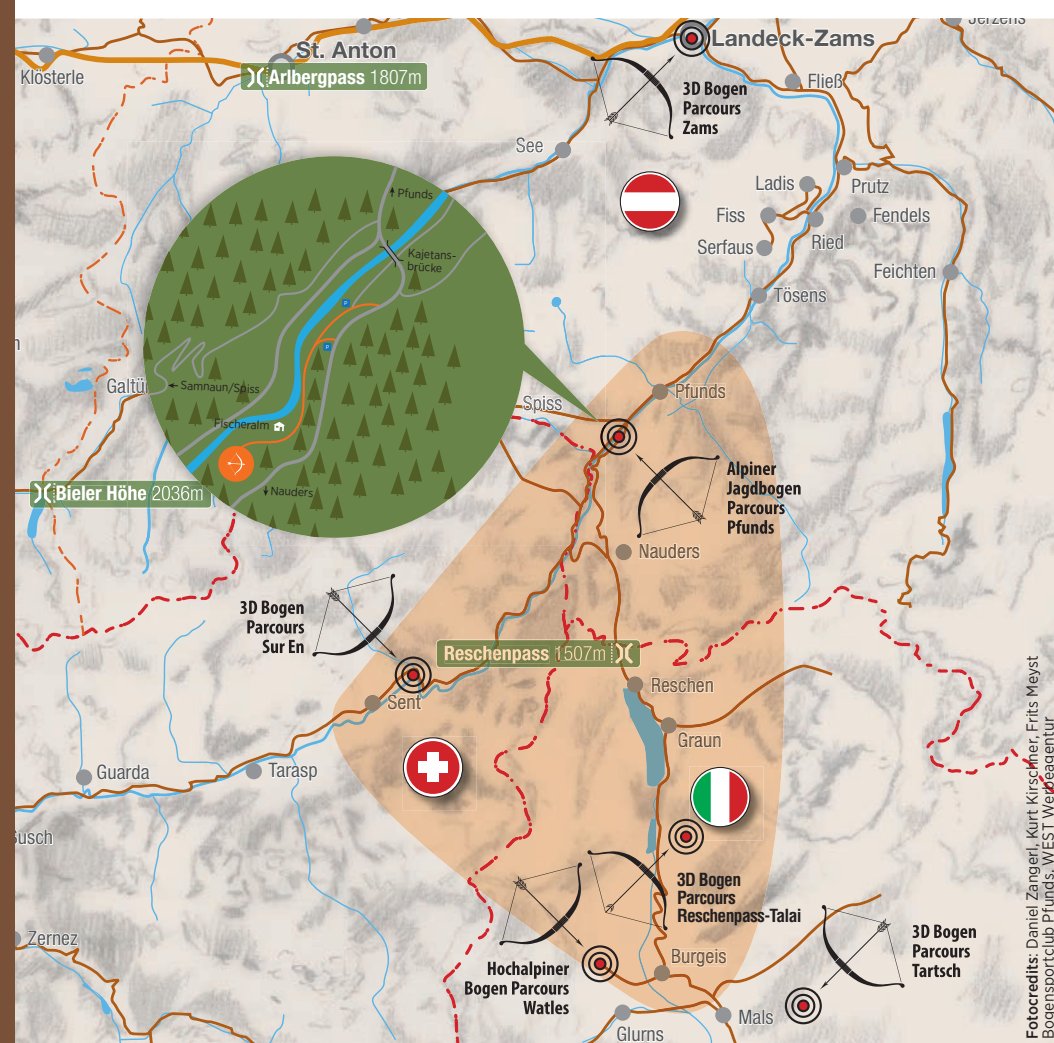 Jerzens
St. Anton
Landeck-Zams
Klösterle
Arlbergpass 1807m
Fließ
3D Bogen
Parcours
Zams
See
Ladis
Prutz
Fiss
Fendels
Serfaus
Ried
Feichten
Tösens
Pfunds
Kajetans-
brücke
P
P
Samnaun/Spiss
Fischeralm
Nauders
Galtü
Spiss
Pfunds
Bieler Höhe 2036m
Alpiner
Jagdbogen
Parcours
Pfunds
Nauders
3D Bogen
Parcours
Sur En
Reschenpass 1507m
Reschen
Sent
Graun
Guarda
Tarasp
usch
3D Bogen
Parcours
Reschenpass-Talai
Zernez
3D Bogen
Parcours
Tartsch
Burgeis
Hochalpiner
Bogen Parcours
Watles
Mals
Glurns
Fotocredits: Daniel Zangerl, Kurt Kirschner, Frits Meyst
Bogensportclub Pfunds, WEST Werbeagentur